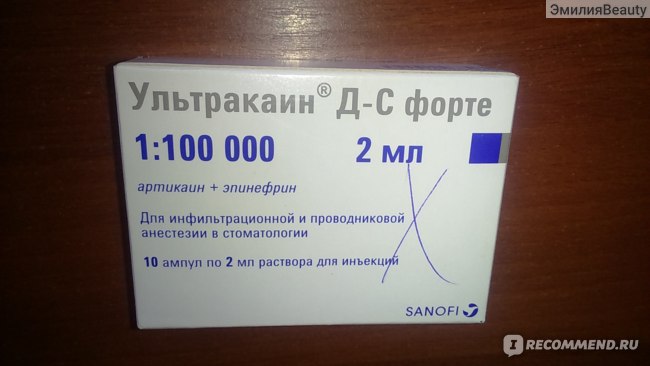 ЭмилияBeauty
Ультракаин® Д-С форте
1:100 000 2 мл
артикаин + эпинефрин
Для инфильтрационной и проводниковой
анестезии в стоматологии
10 ампул по 2 мл раствора для инъекций
SANOFI
IRECOMMEND.RU